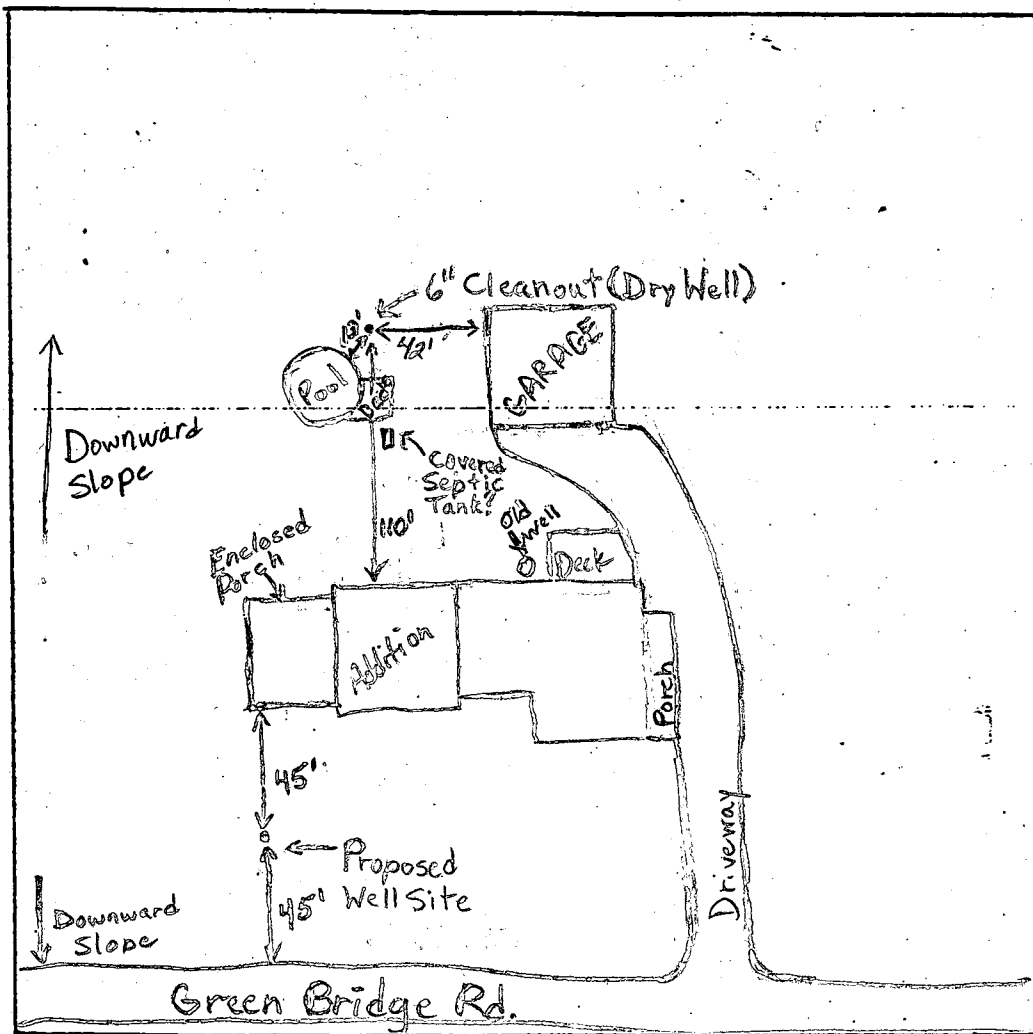 6" Cleanout (Dry Well)
12'
42'
GARAGE
Pool
Deck
Downward
Slope
Covered
Septic
Tank?
110'
Old
Well
Deck
Enclosed
Porch
Addition
Porch
45'
Proposed
Well Site
45'
Driveway
Downward
Slope
Green Bridge Rd.